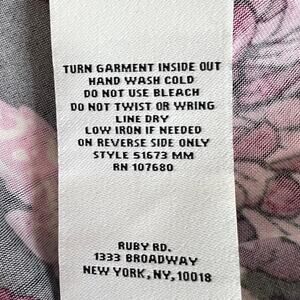 TURN GARMENT INSIDE OUT
HAND WASH COLD
DO NOT USE BLEACH
DO NOT TWIST OR WRING
LINE DRY
LOW IRON IF NEEDED
ON REVERSE SIDE ONLY
STYLE 51673 MM
RN 107680
RUBY RD.
1333 BROADWAY
NEW YORK, NY, 10018